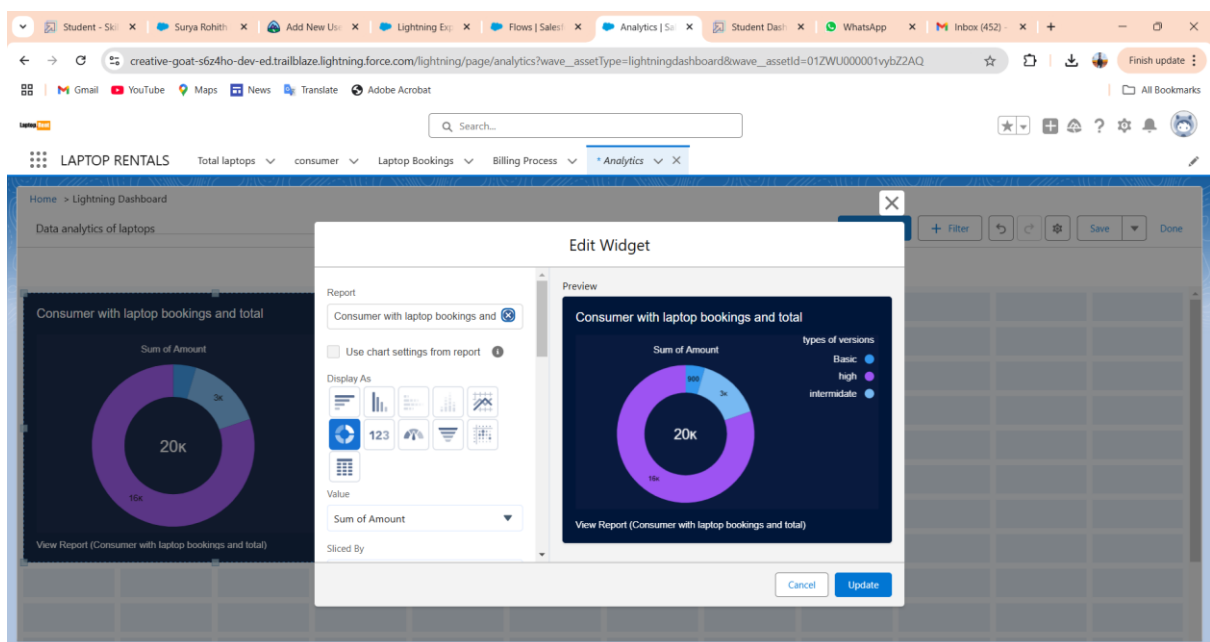 Student - Skil
Surya Rohith
Add New Use
Lightning Exp
Flows | Salesf
Analytics | Sal
Student Dash
WhatsApp
Inbox (452) -
creative-goat-s6z4ho-dev-ed.trailblaze.lightning.force.com/lightning/page/analytics?wave__assetType=lightningdashboard&wave__assetId=01ZWU000001vybZ2AQ
Finish update
Gmail
YouTube
Maps
News
Translate
Adobe Acrobat
All Bookmarks
Search...
LAPTOP RENTALS
Total laptops
consumer
Laptop Bookings
Billing Process
* Analytics
Home > Lightning Dashboard
Data analytics of laptops
+ Filter
Save
Done
Consumer with laptop bookings and total
Sum of Amount
3K
20K
16K
View Report (Consumer with laptop bookings and total)
Edit Widget
Report
Consumer with laptop bookings and
Use chart settings from report
Display As
123
Value
Sum of Amount
Sliced By
Preview
Consumer with laptop bookings and total
types of versions
Sum of Amount
Basic
high
intermidate
900
3K
20K
16K
View Report (Consumer with laptop bookings and total)
Cancel
Update